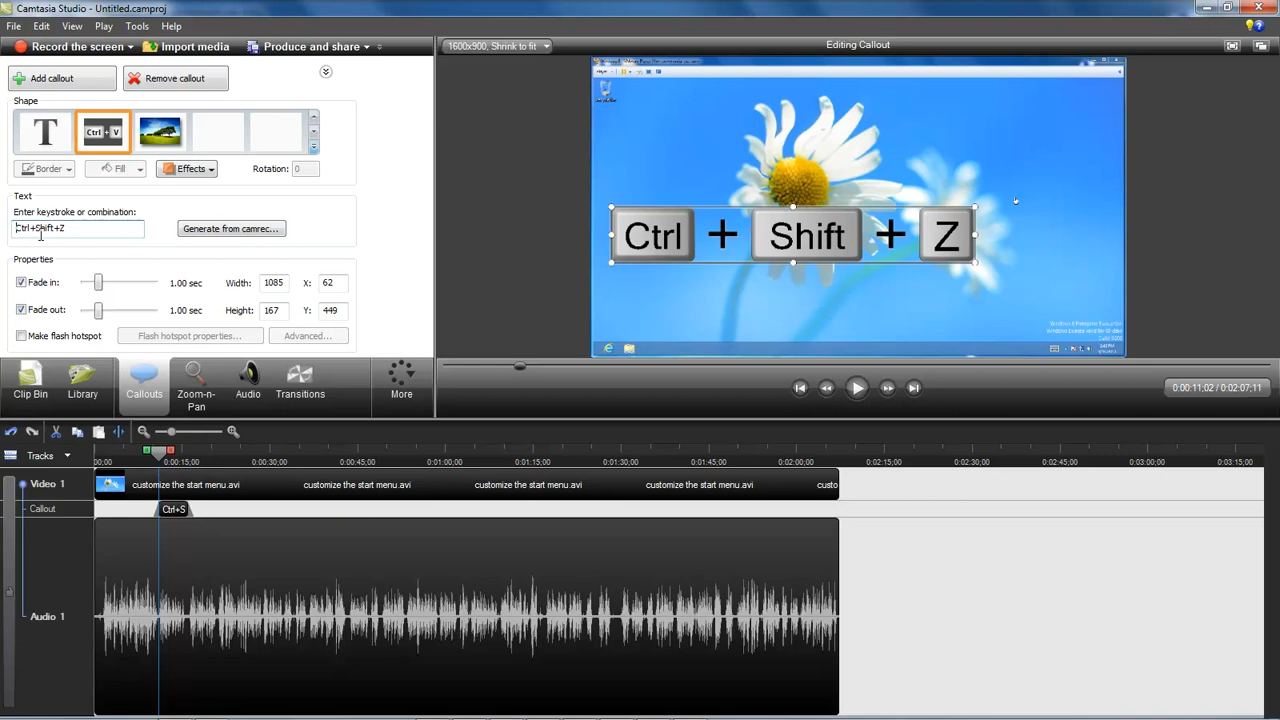 Camtasia Studio - Untitled.camproj
File Edit View Play Tools Help
Record the screen Import media Produce and share
1600x900, Shrink to fit
Editing Callout
Add callout Remove callout
Shape
T Ctrl + V
Border Fill Effects Rotation: 0
Text
Enter keystroke or combination:
Ctrl+Shift+Z Generate from camrec...
Properties
Fade in: 1.00 sec Width: 1085 X: 62
Fade out: 1.00 sec Height: 167 Y: 449
Make flash hotspot Flash hotspot properties... Advanced...
Ctrl + Shift + Z
Clip Bin Library Callouts Zoom-n-Pan Audio Transitions More
0:00:11;02 / 0:02:07;11
Tracks
00;00 0:00:15;00 0:00:30;00 0:00:45;00 0:01:00;00 0:01:15;00 0:01:30;00 0:01:45;00 0:02:00;00 0:02:15;00 0:02:30;00 0:02:45;00 0:03:00;00 0:03:15;00
Video 1 customize the start menu.avi customize the start menu.avi customize the start menu.avi customize the start menu.avi custo
Callout Ctrl+S
Audio 1